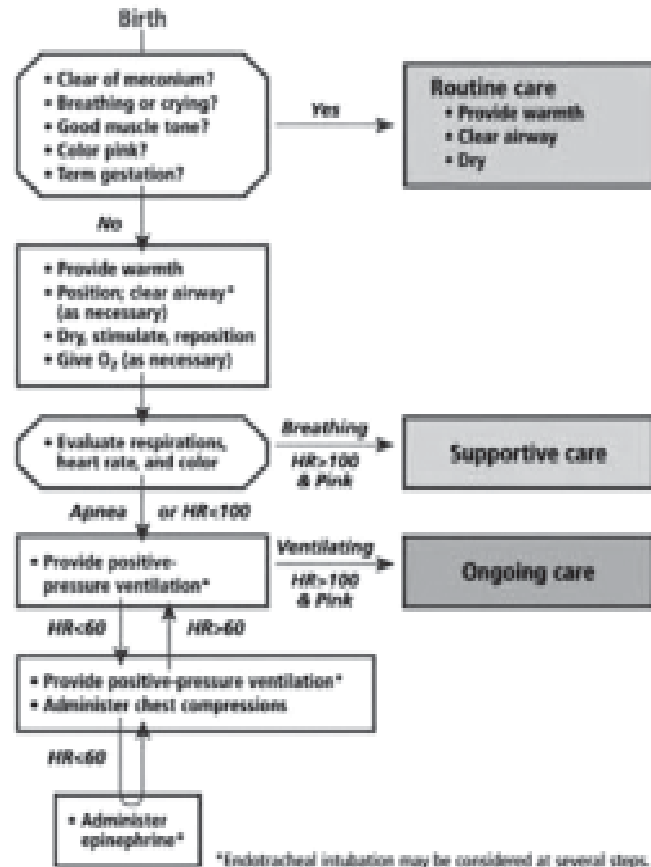 Birth
• Clear of meconium?
• Breathing or crying?
• Good muscle tone?
• Color pink?
• Term gestation?
Yes
Routine care
• Provide warmth
• Clear airway
• Dry
No
• Provide warmth
• Position; clear airway*
(as necessary)
• Dry, stimulate, reposition
• Give O₂ (as necessary)
• Evaluate respirations,
heart rate, and color
Breathing
HR>100
& Pink
Supportive care
Apnea or HR<100
• Provide positive-
pressure ventilation*
Ventilating
HR>100
& Pink
Ongoing care
HR<60
HR>60
• Provide positive-pressure ventilation*
• Administer chest compressions
HR<60
• Administer
epinephrine*
*Endotracheal intubation may be considered at several steps.